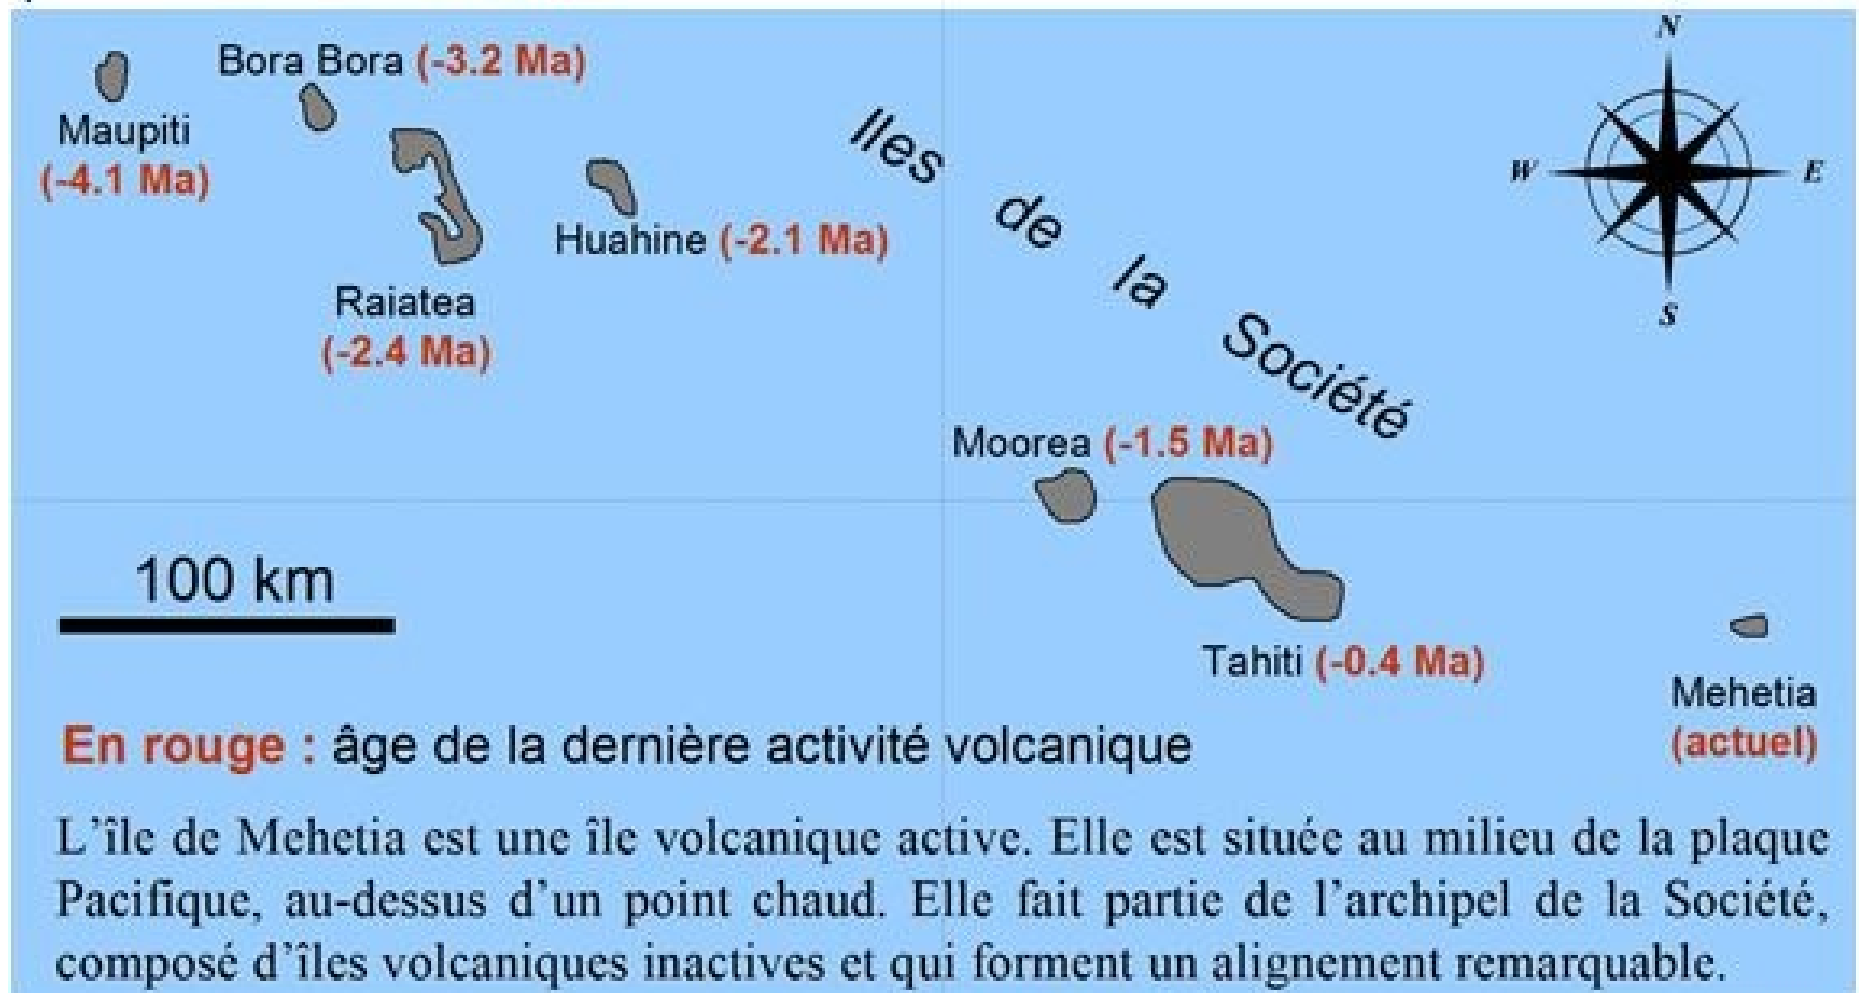 Bora Bora (-3.2 Ma)
Maupiti
(-4.1 Ma)
Huahine (-2.1 Ma)
Raiatea
(-2.4 Ma)
Iles de la Société
N
W
E
S
Moorea (-1.5 Ma)
100 km
Tahiti (-0.4 Ma)
Mehetia
(actuel)
En rouge : âge de la dernière activité volcanique
L'île de Mehetia est une île volcanique active. Elle est située au milieu de la plaque
Pacifique, au-dessus d'un point chaud. Elle fait partie de l'archipel de la Société,
composé d'îles volcaniques inactives et qui forment un alignement remarquable.